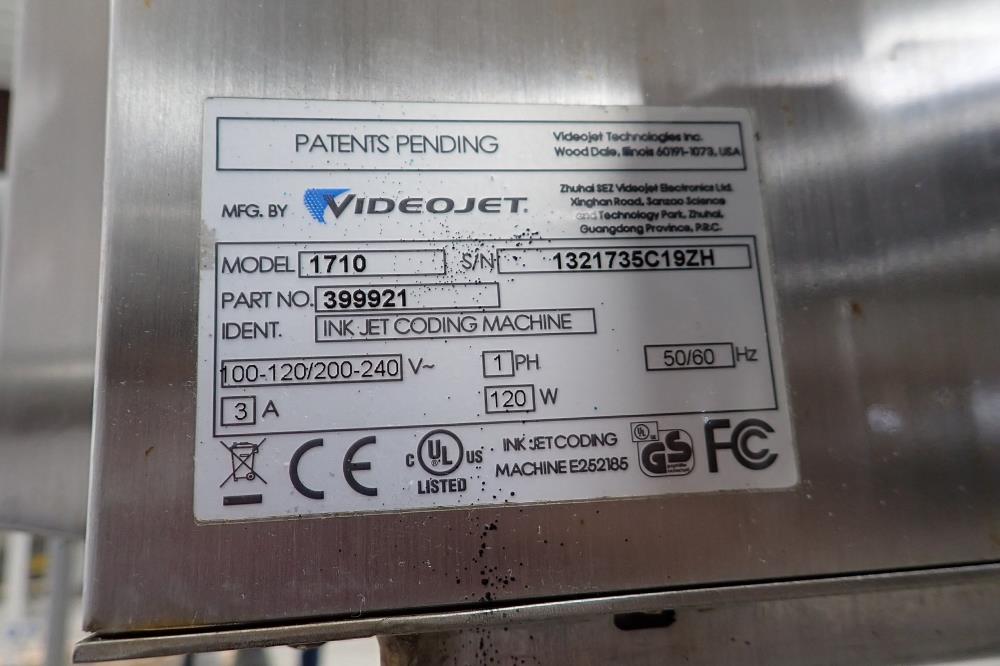 PATENTS PENDING
Videojet Technologies Inc.
Wood Dale, Illinois 60191-1073, USA
MFG. BY VIDEOJET.
Zhuhai SEZ Videojet Electronics Ltd.
Xinghan Road, Sanzao Science
and Technology Park, Zhuhai,
Guangdong Province, P.R.C.
MODEL 1710 S/N 1321735C19ZH
PART NO. 399921
IDENT. INK JET CODING MACHINE
100-120/200-240 V~ 1 PH 50/60 Hz
3 A 120 W
CE
C UL US
LISTED
INK JET CODING
MACHINE E252185
UL
GS
FC